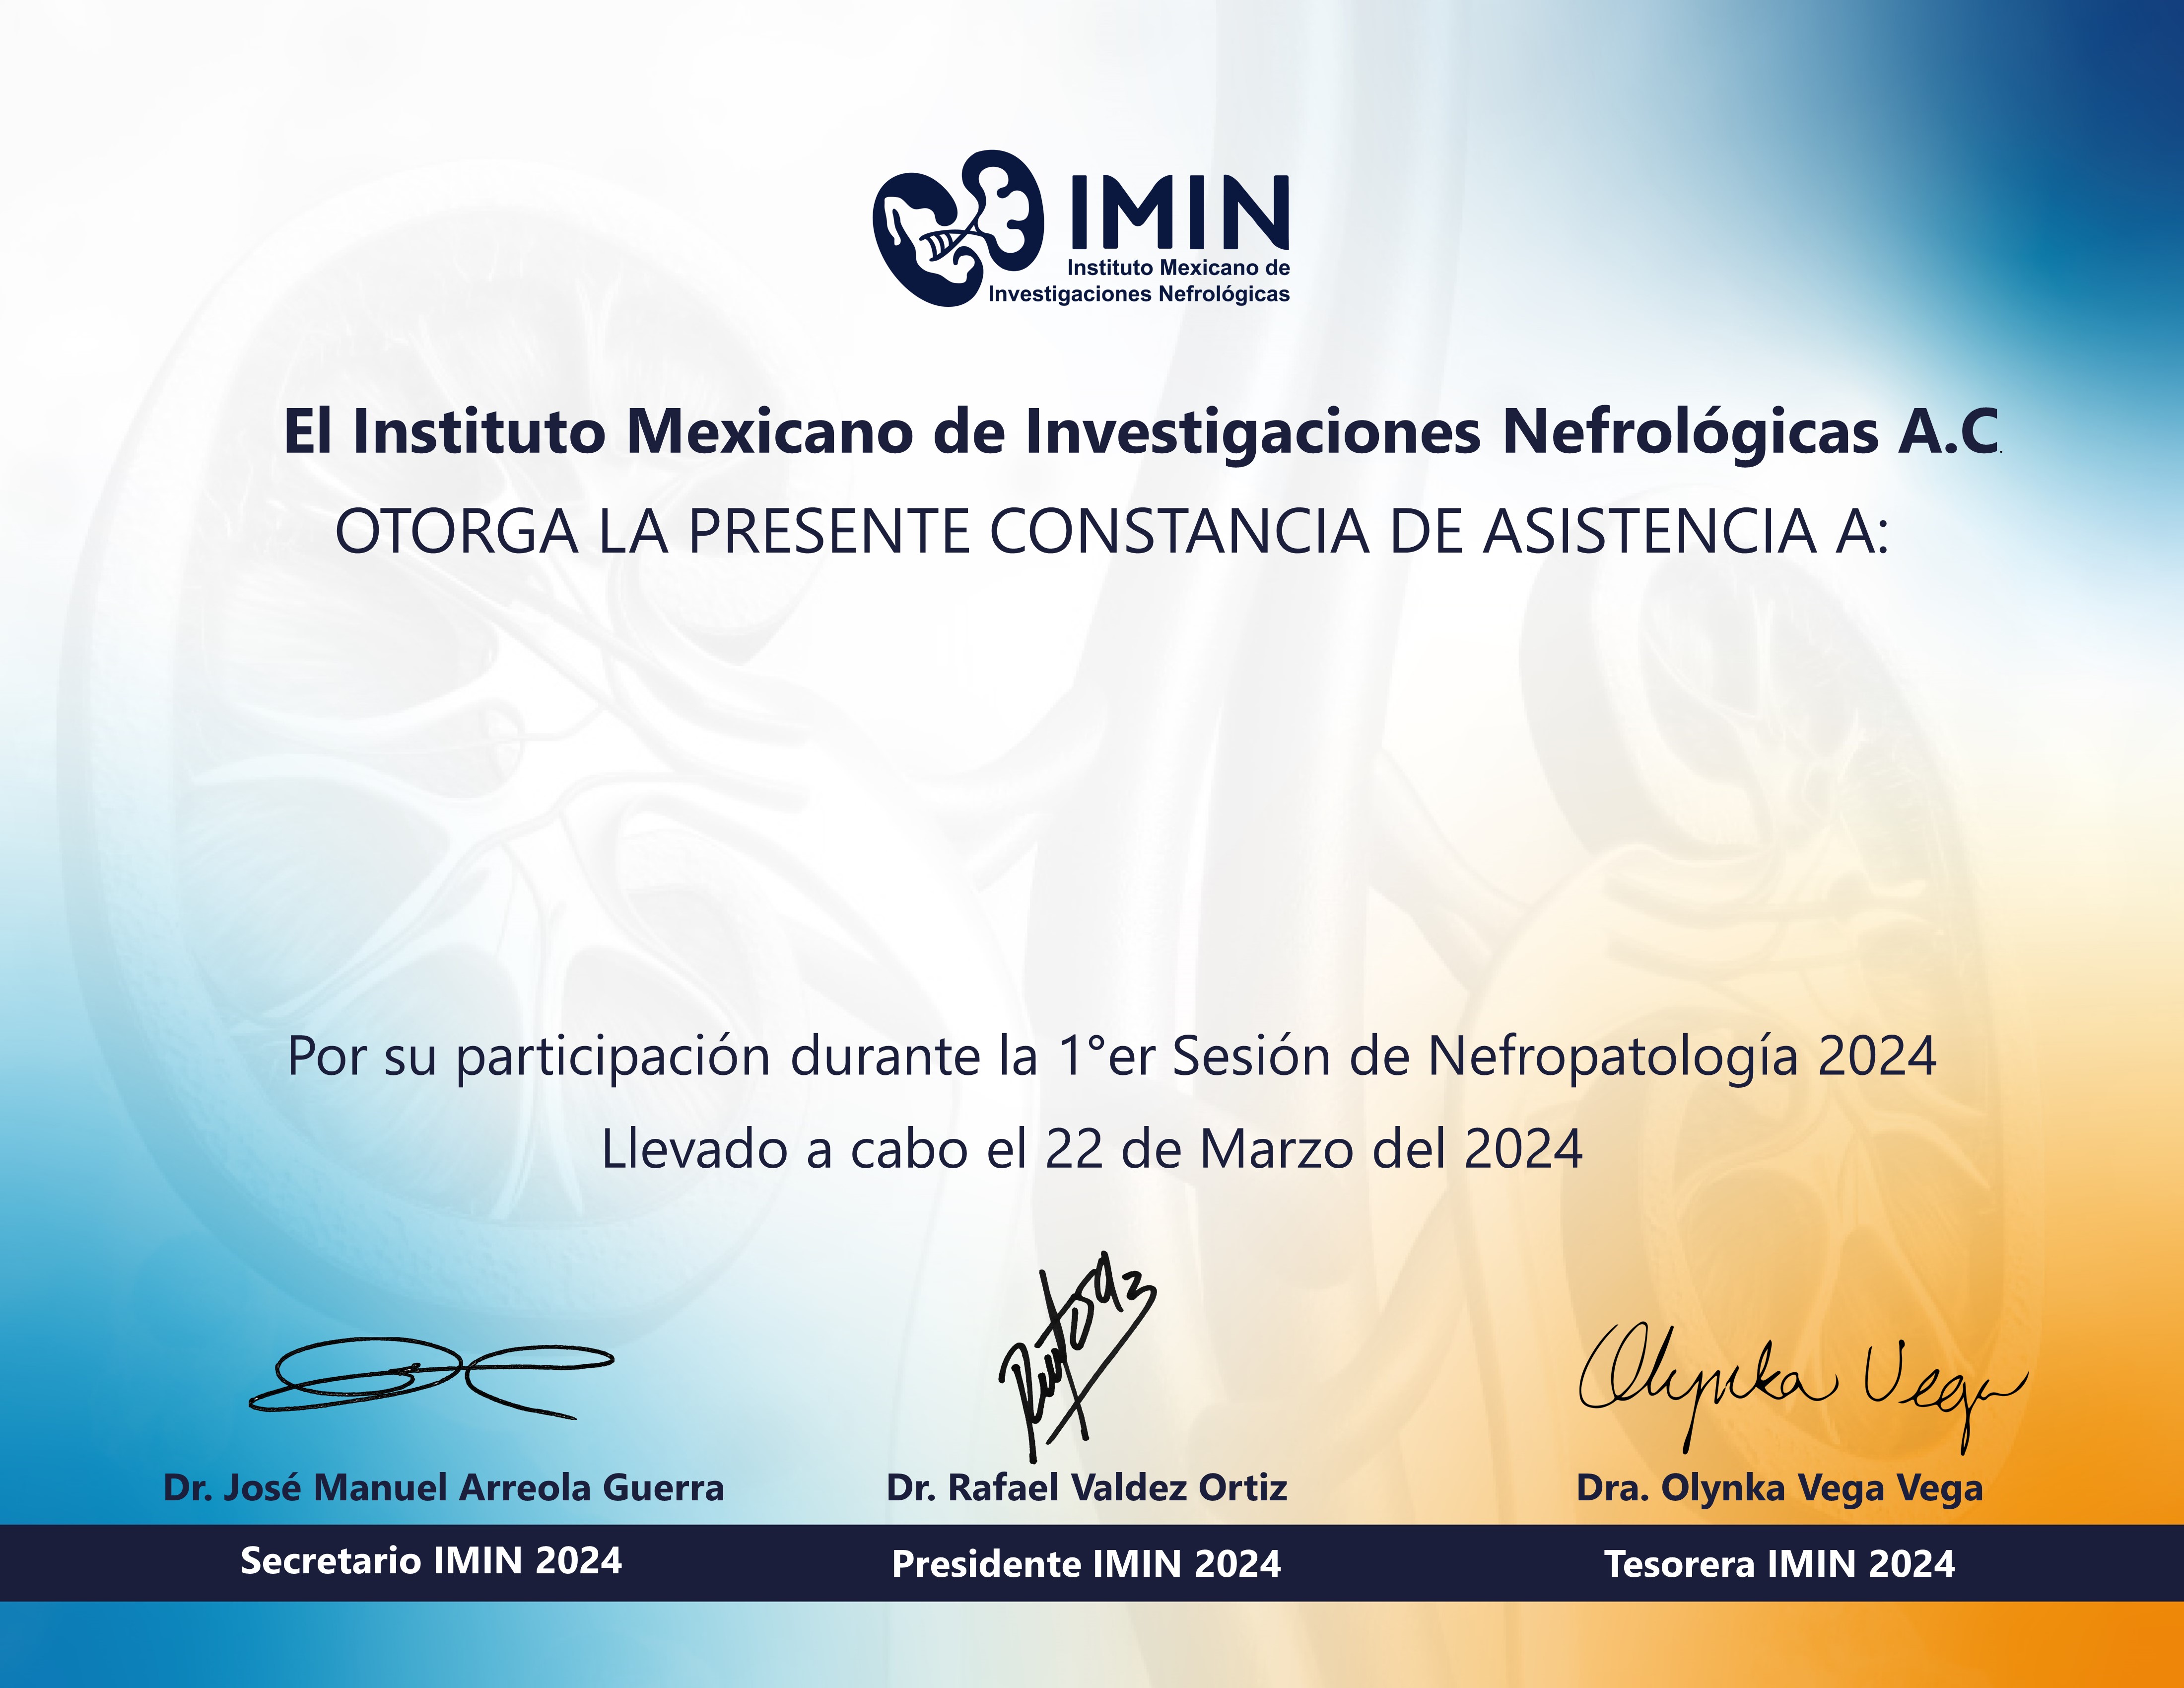 IMIN
Instituto Mexicano de
Investigaciones Nefrológicas
El Instituto Mexicano de Investigaciones Nefrológicas A.C.
OTORGA LA PRESENTE CONSTANCIA DE ASISTENCIA A:
Por su participación durante la 1°er Sesión de Nefropatología 2024
Llevado a cabo el 22 de Marzo del 2024
Olynka Vega
Dr. José Manuel Arreola Guerra
Dr. Rafael Valdez Ortiz
Dra. Olynka Vega Vega
Secretario IMIN 2024
Presidente IMIN 2024
Tesorera IMIN 2024